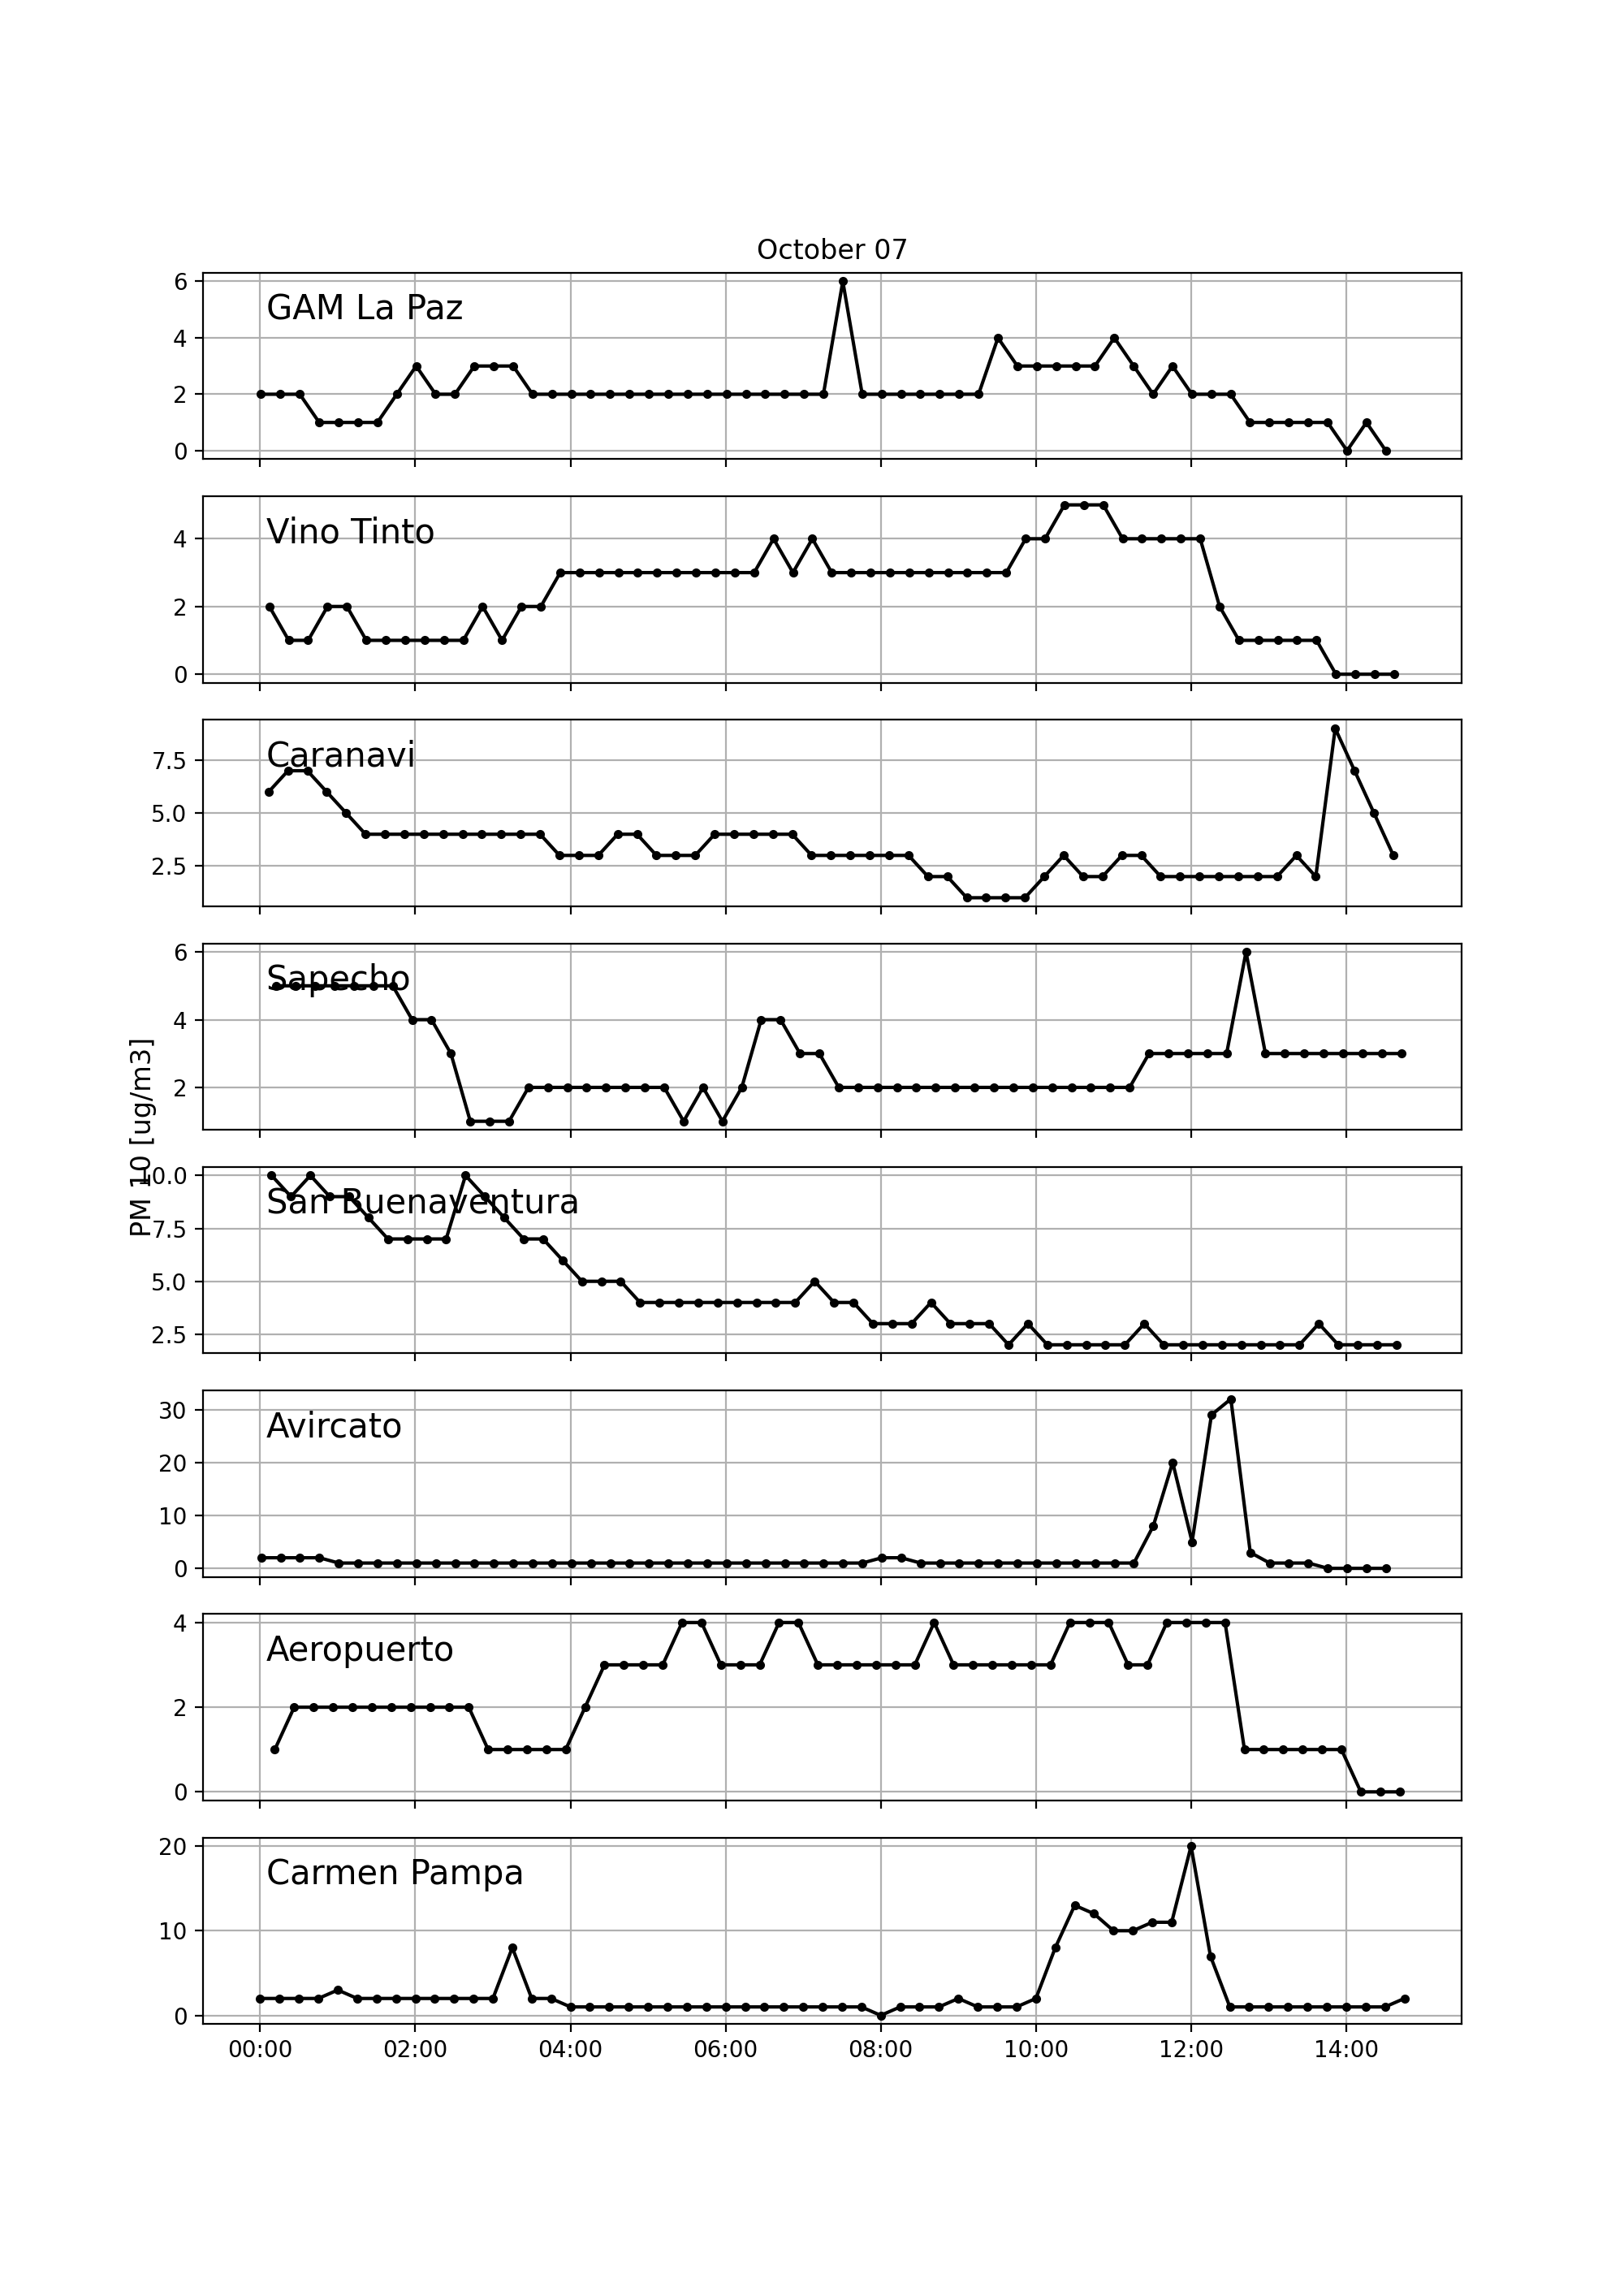 October 07
6
GAM La Paz
4
2
0
Vino Tinto
4
2
0
Caranavi
7.5
5.0
2.5
6
Sapecho
4
2
PM 10 [ug/m3]
10.0
San Buenaventura
7.5
5.0
2.5
30
Avircato
20
10
0
4
Aeropuerto
2
0
20
Carmen Pampa
10
0
00:00 02:00 04:00 06:00 08:00 10:00 12:00 14:00